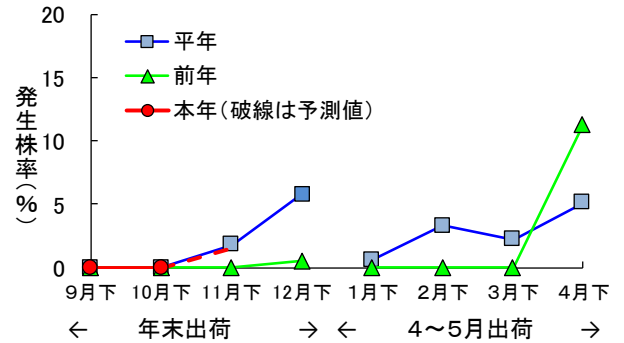 発生株率(%)
20
15
10
5
0
平年
前年
本年(破線は予測値)
9月下 10月下 11月下 12月下 1月下 2月下 3月下 4月下
← 年末出荷 → ← 4～5月出荷 →